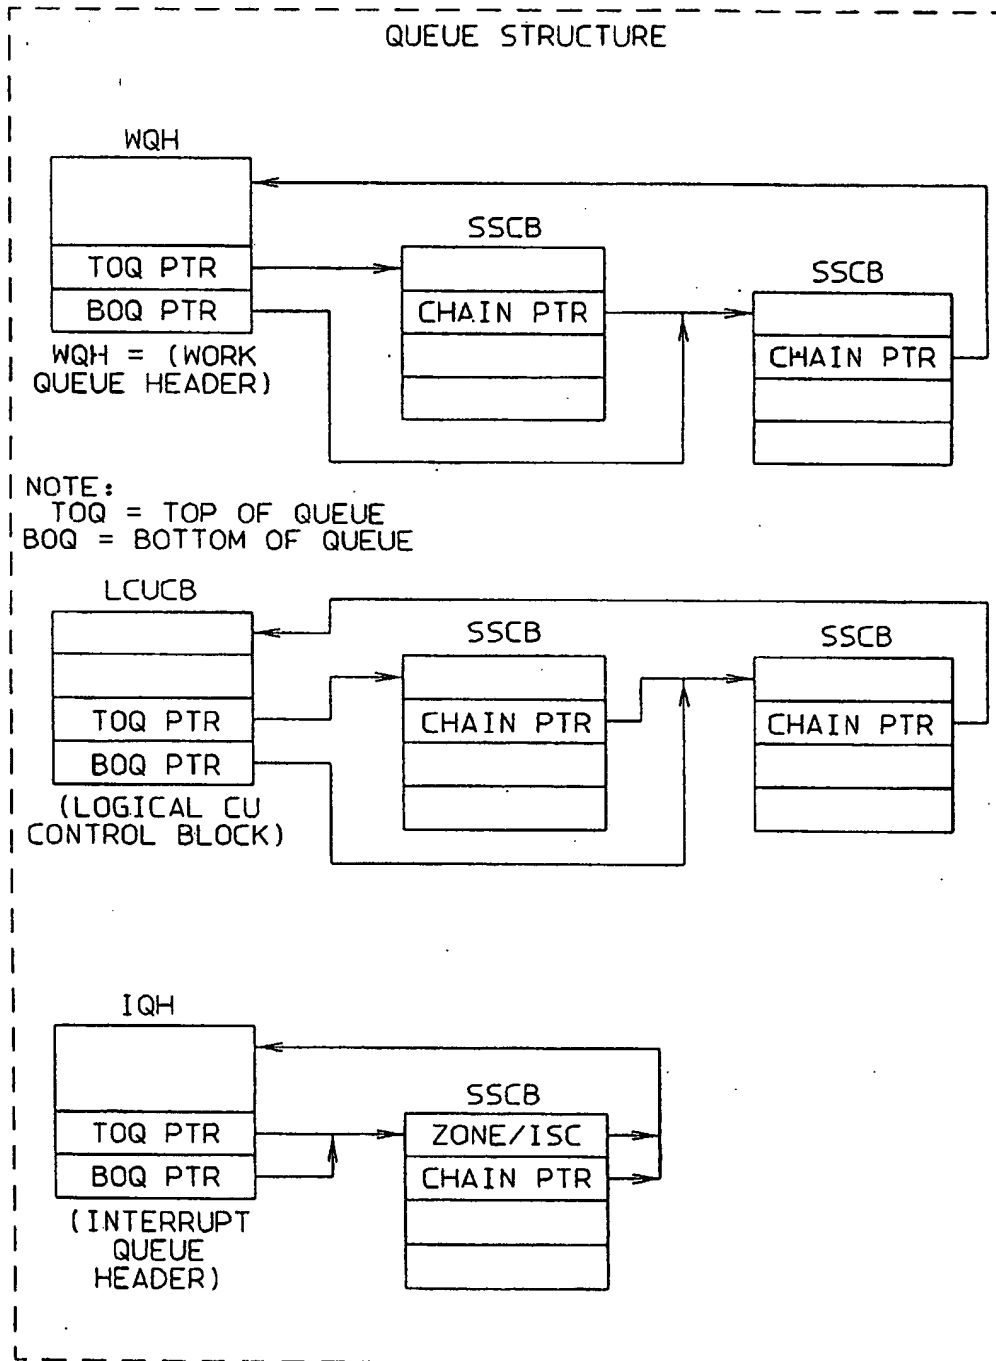 QUEUE STRUCTURE
WQH
TOQ PTR
BOQ PTR
WQH = (WORK
QUEUE HEADER)
SSCB
CHAIN PTR
SSCB
CHAIN PTR
NOTE:
TOQ = TOP OF QUEUE
BOQ = BOTTOM OF QUEUE
LCUCB
TOQ PTR
BOQ PTR
(LOGICAL CU
CONTROL BLOCK)
SSCB
CHAIN PTR
SSCB
CHAIN PTR
IQH
TOQ PTR
BOQ PTR
(INTERRUPT
QUEUE
HEADER)
SSCB
ZONE/ISC
CHAIN PTR